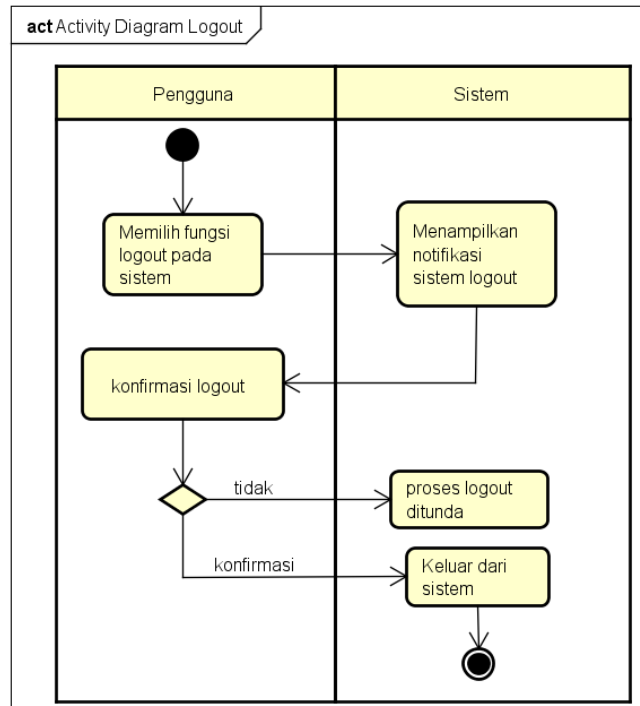 act Activity Diagram Logout
Pengguna
Sistem
Memilih fungsi
logout pada
sistem
Menampilkan
notifikasi
sistem logout
konfirmasi logout
tidak
proses logout
ditunda
konfirmasi
Keluar dari
sistem